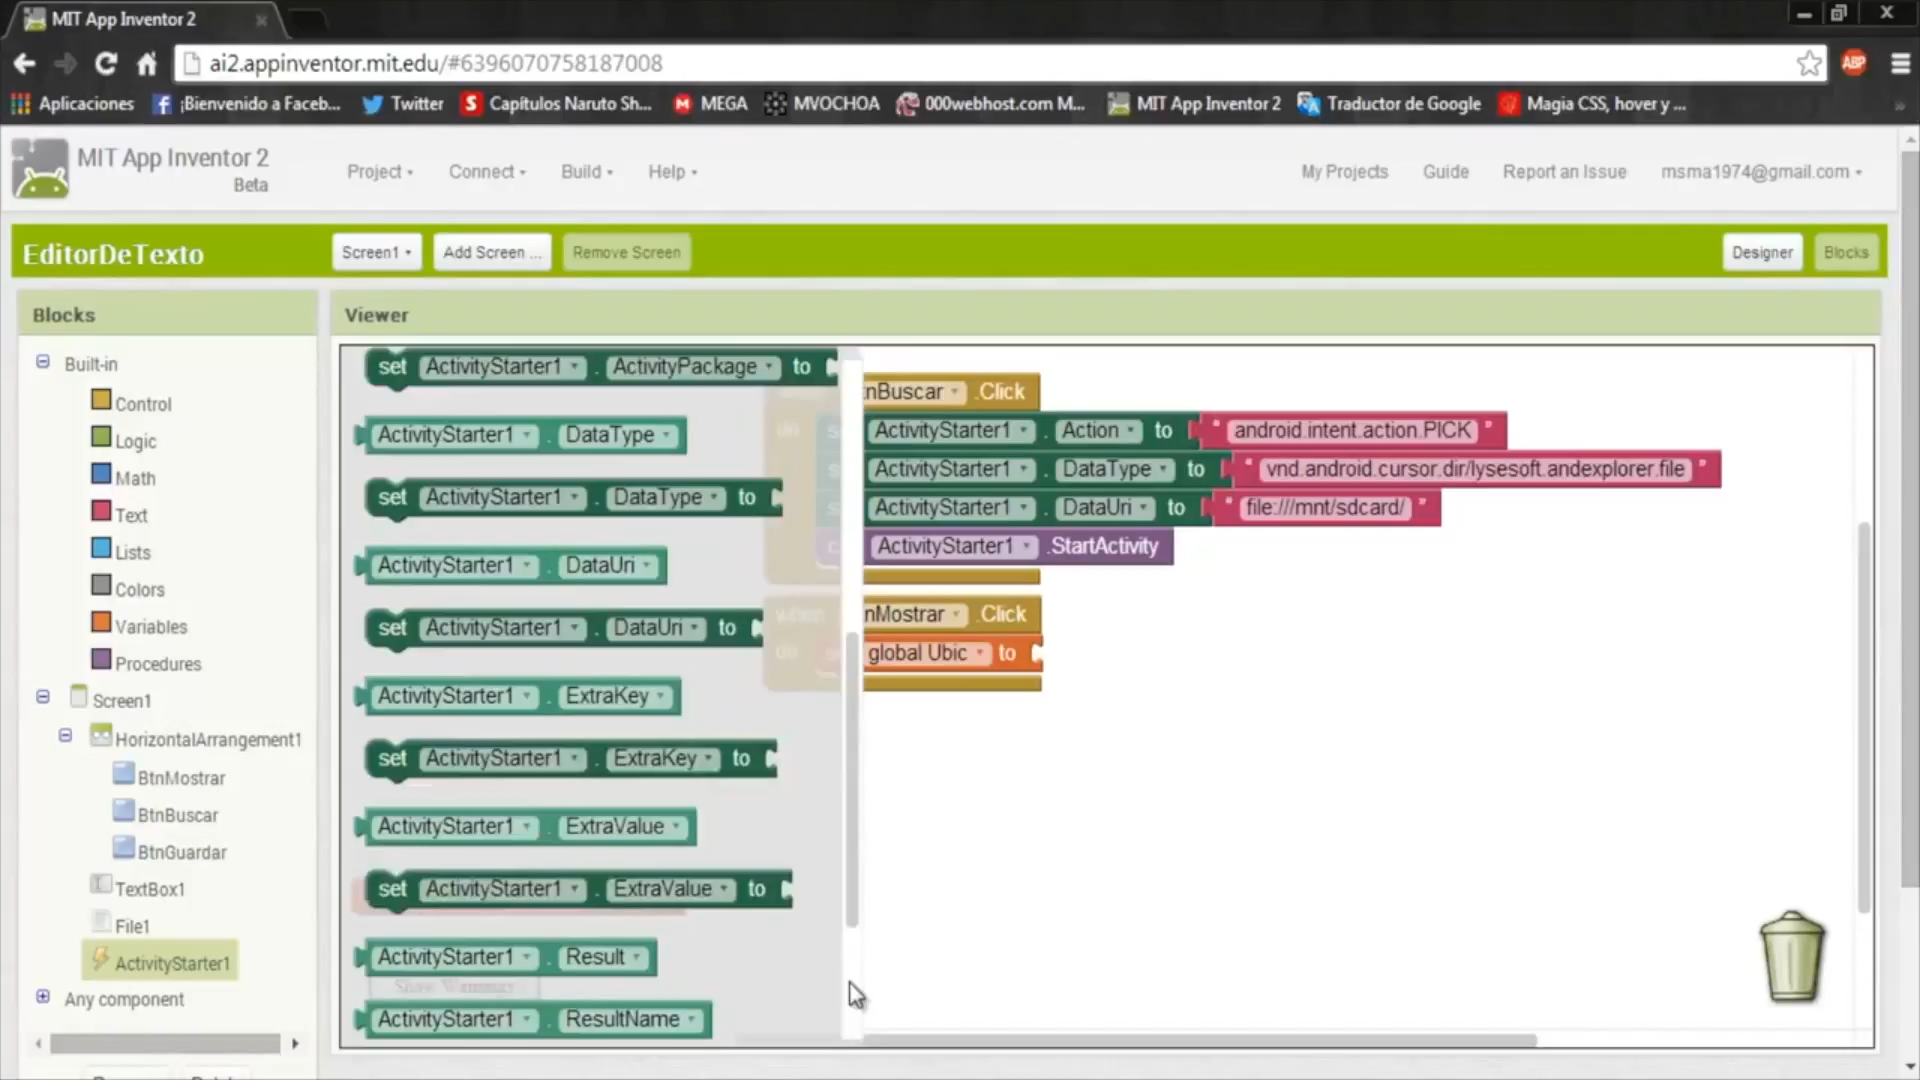 MIT App Inventor 2
ai2.appinventor.mit.edu/#6396070758187008
ABP
Aplicaciones
¡Bienvenido a Faceb...
Twitter
Capítulos Naruto Sh...
MEGA
MVOCHOA
000webhost.com M...
MIT App Inventor 2
Traductor de Google
Magia CSS, hover y ...
MIT App Inventor 2
Beta
Project
Connect
Build
Help
My Projects
Guide
Report an Issue
msma1974@gmail.com
EditorDeTexto
Screen1
Add Screen ...
Remove Screen
Designer
Blocks
Blocks
Built-in
Control
Logic
Math
Text
Lists
Colors
Variables
Procedures
Screen1
HorizontalArrangement1
BtnMostrar
BtnBuscar
BtnGuardar
TextBox1
File1
ActivityStarter1
Any component
Viewer
set ActivityStarter1 . ActivityPackage to
ActivityStarter1 . DataType
set ActivityStarter1 . DataType to
ActivityStarter1 . DataUri
set ActivityStarter1 . DataUri to
ActivityStarter1 . ExtraKey
set ActivityStarter1 . ExtraKey to
ActivityStarter1 . ExtraValue
set ActivityStarter1 . ExtraValue to
ActivityStarter1 . Result
Show Warnings
ActivityStarter1 . ResultName
nBuscar .Click
do
ActivityStarter1 . Action to " android.intent.action.PICK "
ActivityStarter1 . DataType to " vnd.android.cursor.dir/lysesoft.andexplorer.file "
ActivityStarter1 . DataUri to " file:///mnt/sdcard/ "
ActivityStarter1 .StartActivity
when nMostrar .Click
do global Ubic to